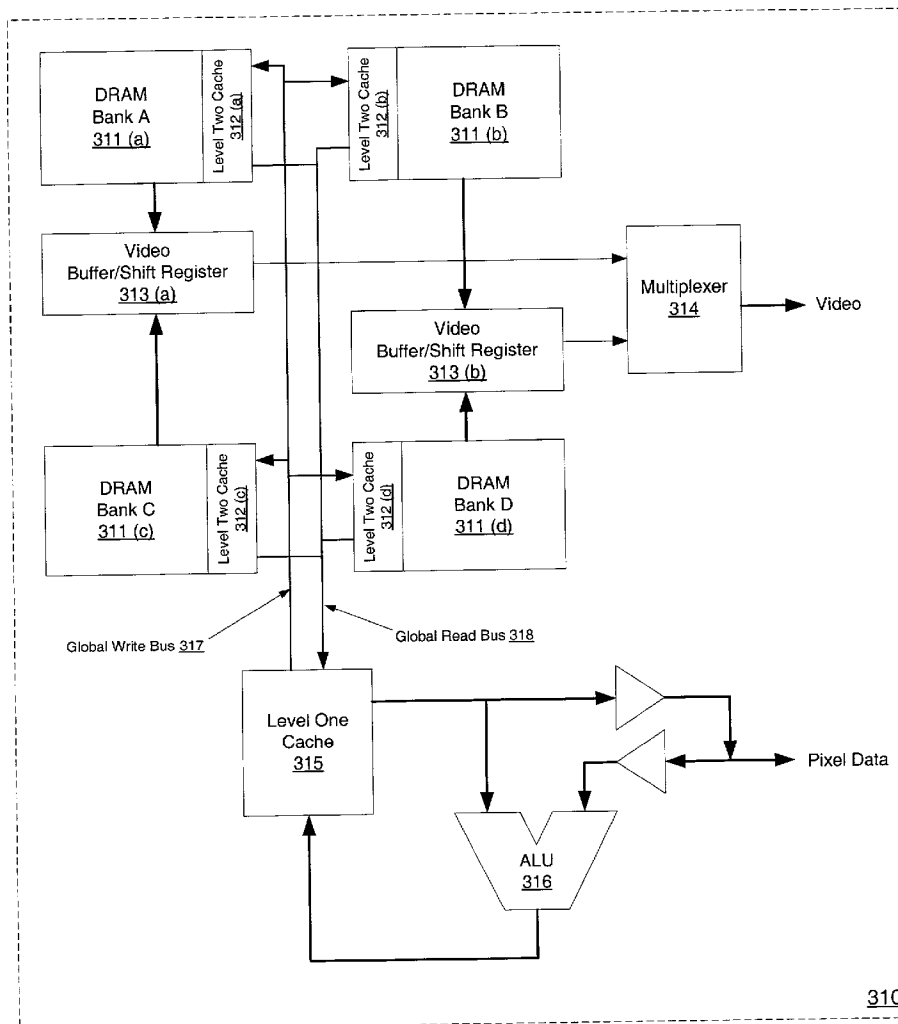 DRAM
Bank A
311 (a)
Level Two Cache
312 (a)
Level Two Cache
312 (b)
DRAM
Bank B
311 (b)
Video
Buffer/Shift Register
313 (a)
Multiplexer
314
Video
Video
Buffer/Shift Register
313 (b)
DRAM
Bank C
311 (c)
Level Two Cache
312 (c)
Level Two Cache
312 (d)
DRAM
Bank D
311 (d)
Global Write Bus 317
Global Read Bus 318
Level One
Cache
315
Pixel Data
ALU
316
310